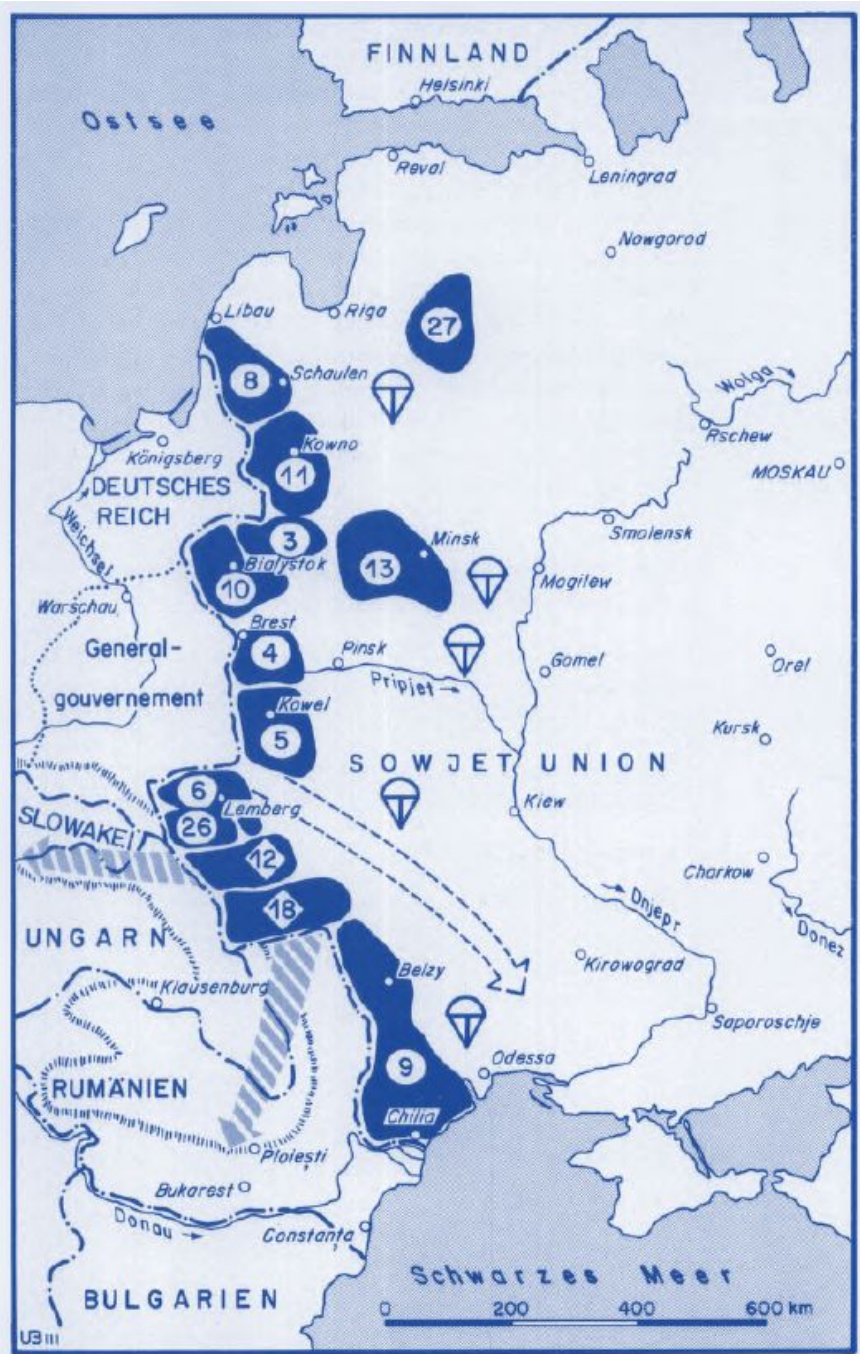 FINNLAND
Helsinki
Ostsee
Reval
Leningrad
Nowgorod
Libau
Riga
27
8
Schaulen
Wolga
Rschew
Kowno
Königsberg
11
MOSKAU
DEUTSCHES
REICH
Weichsel
3
Smolensk
Minsk
Bialystok
13
10
Mogilew
Warschau
Brest
General-
4
Pinsk
Gomel
Orel
gouvernement
Pripjet
Kowel
5
Kursk
SOWJET UNION
6
Lemberg
Kiew
SLOWAKEI
26
12
Charkow
18
Dnjepr
Donez
UNGARN
Belzy
Kirowograd
Klausenburg
Saporoschje
9
Odessa
RUMÄNIEN
Chilia
Ploieşti
Bukarest
Donau
Constanţa
Schwarzes Meer
BULGARIEN
0 200 400 600 km
UB III